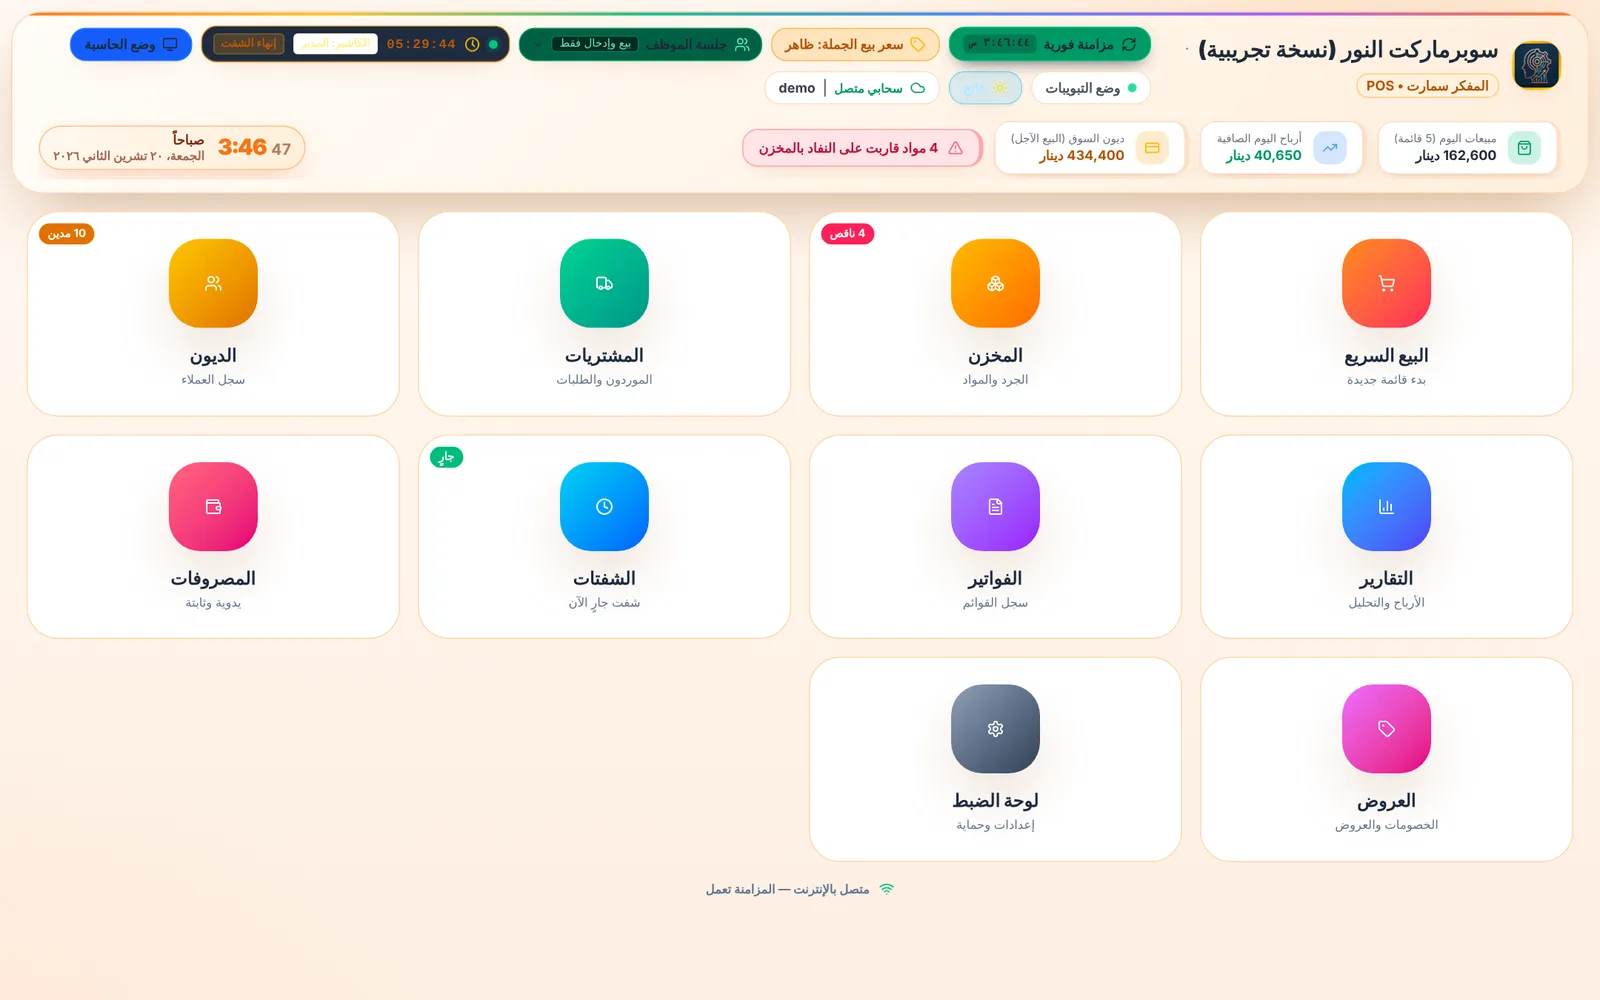 سوبرماركت النور (نسخة تجريبية)
المفكر سمارت • POS
مزامنة فورية
٣:٤٦:٤٤ ص
سعر بيع الجملة: ظاهر
جلسة الموظف
بيع وإدخال فقط
05:29:44
الكاشير: المدير
إنهاء الشفت
وضع الحاسبة
وضع التبويبات
فاتح
سحابي متصل | demo
مبيعات اليوم (5 قائمة)
162,600 دينار
أرباح اليوم الصافية
40,650 دينار
ديون السوق (البيع الآجل)
434,400 دينار
4 مواد قاربت على النفاد بالمخزن
3:46 47
صباحاً
الجمعة، ٢٠ تشرين الثاني ٢٠٢٦
البيع السريع
بدء قائمة جديدة
4 ناقص
المخزن
الجرد والمواد
المشتريات
الموردون والطلبات
10 مدين
الديون
سجل العملاء
التقارير
الأرباح والتحليل
الفواتير
سجل القوائم
جارٍ
الشفتات
شفت جارٍ الآن
المصروفات
يدوية وثابتة
العروض
الخصومات والعروض
لوحة الضبط
إعدادات وحماية
متصل بالإنترنت — المزامنة تعمل